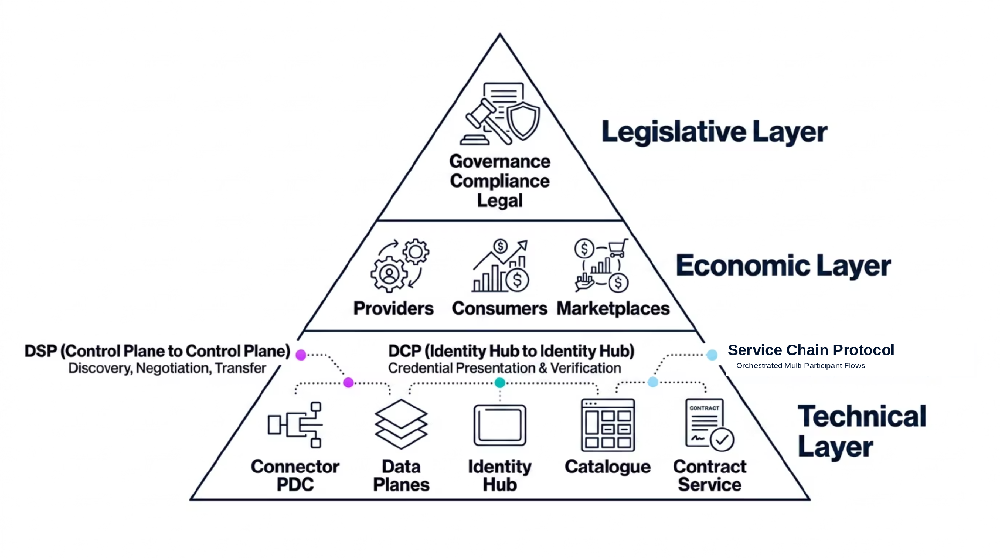 Legislative Layer
Governance
Compliance
Legal
Economic Layer
Providers
Consumers
Marketplaces
DSP (Control Plane to Control Plane)
Discovery, Negotiation, Transfer
DCP (Identity Hub to Identity Hub)
Credential Presentation & Verification
Service Chain Protocol
Orchestrated Multi-Participant Flows
Technical
Layer
CONTRACT
Connector
PDC
Data
Planes
Identity
Hub
Catalogue
Contract
Service